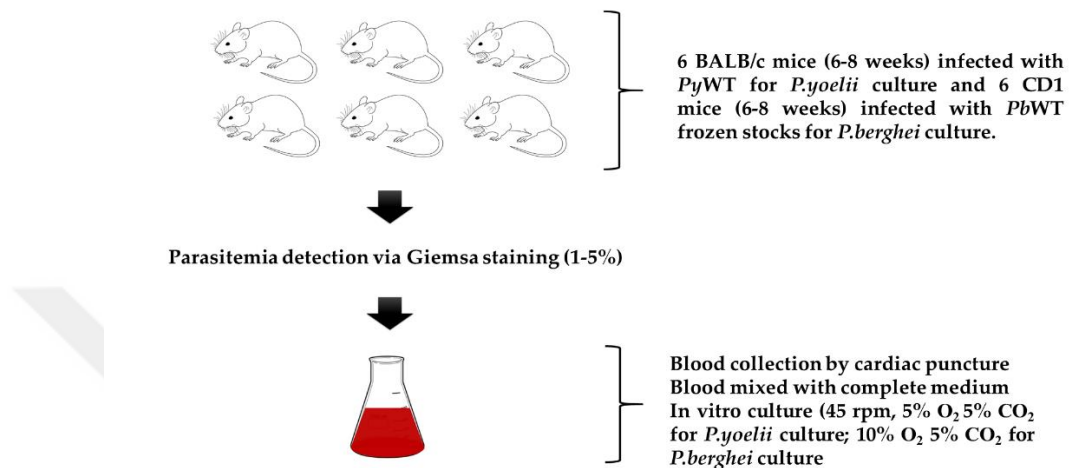 6 BALB/c mice (6-8 weeks) infected with
PyWT for P.yoelii culture and 6 CD1
mice (6-8 weeks) infected with PbWT
frozen stocks for P.berghei culture.
Parasitemia detection via Giemsa staining (1-5%)
Blood collection by cardiac puncture
Blood mixed with complete medium
In vitro culture (45 rpm, 5% O₂ 5% CO₂
for P.yoelii culture; 10% O₂ 5% CO₂ for
P.berghei culture